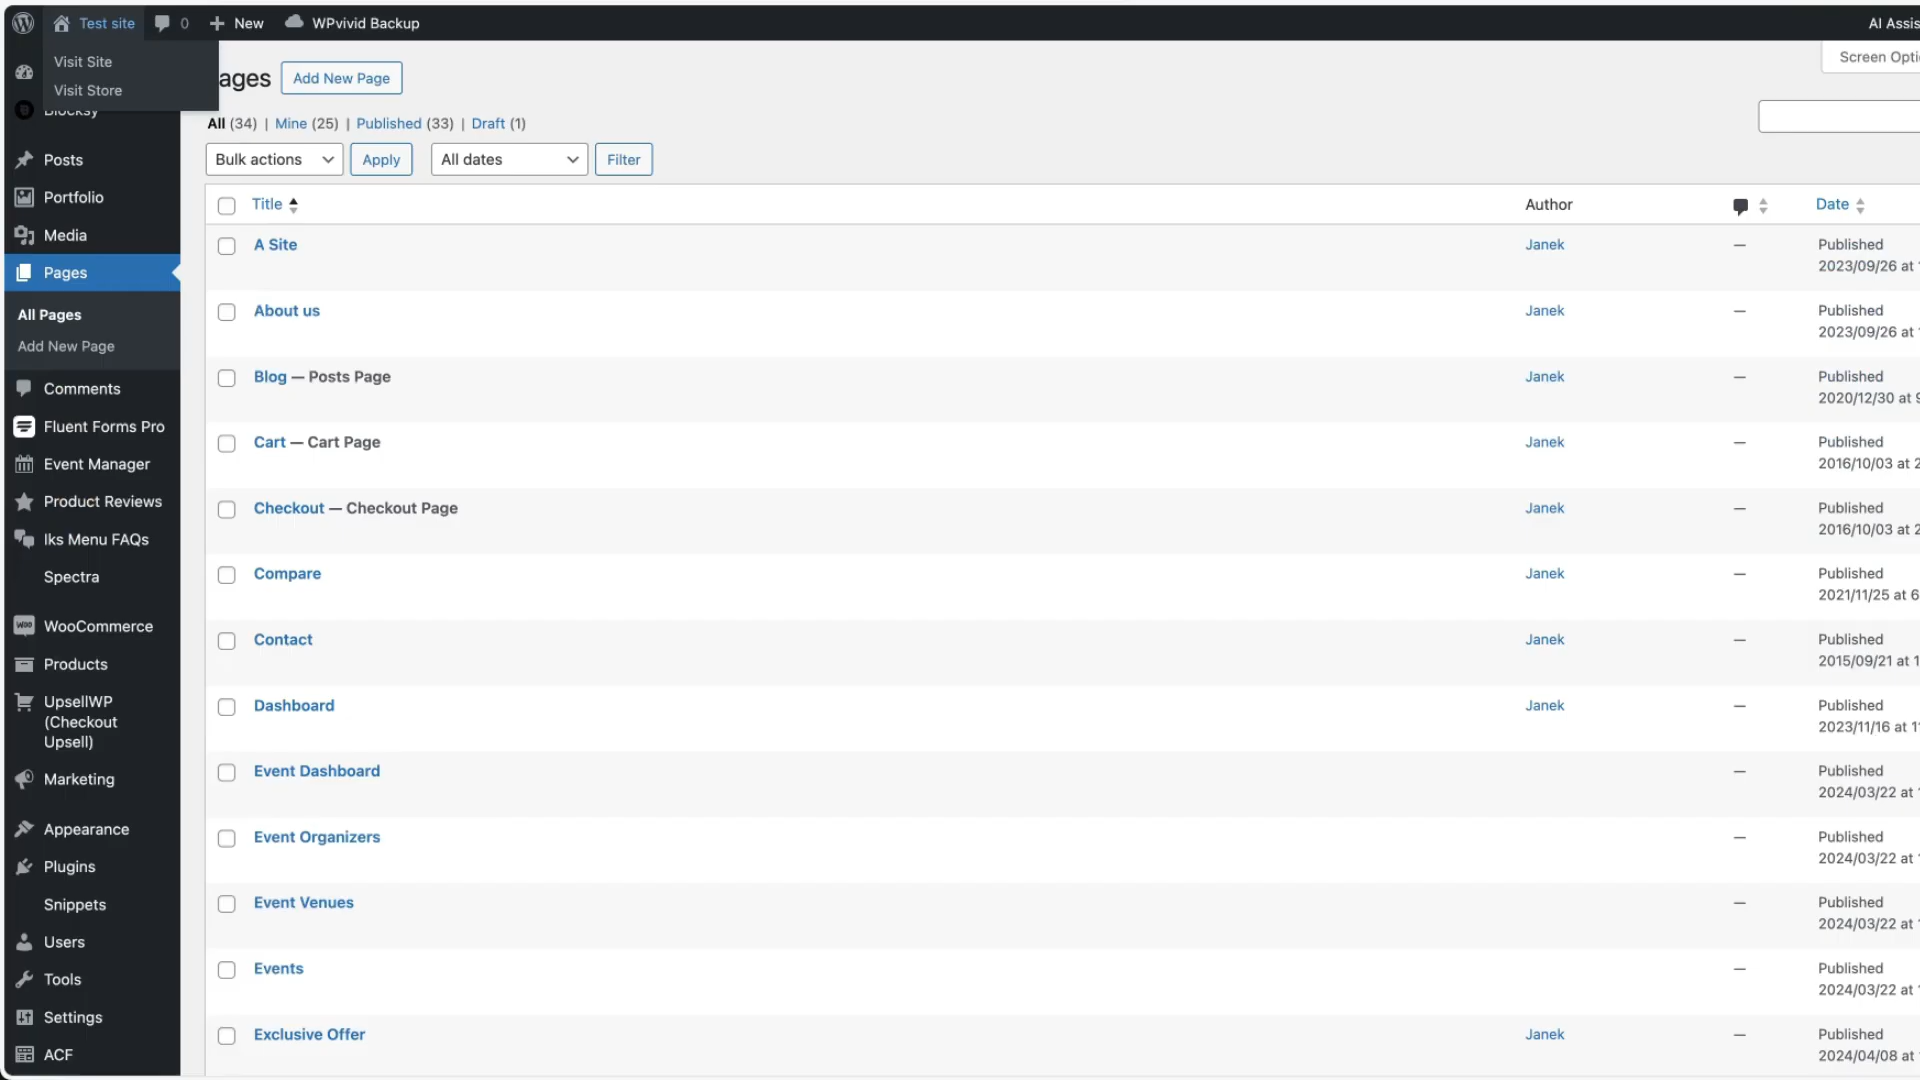 Test site 0 New WPvivid Backup AI Assis
Visit Site
Visit Store
Screen Opti
ages Add New Page
Blocksy
All (34) | Mine (25) | Published (33) | Draft (1)
Bulk actions Apply All dates Filter
Posts
Portfolio
Media
Pages
All Pages
Add New Page
Comments
Fluent Forms Pro
Event Manager
Product Reviews
Iks Menu FAQs
Spectra
WooCommerce
Products
UpsellWP
(Checkout
Upsell)
Marketing
Appearance
Plugins
Snippets
Users
Tools
Settings
ACF
Title Author Date
A Site Janek — Published
2023/09/26 at
About us Janek — Published
2023/09/26 at
Blog — Posts Page Janek — Published
2020/12/30 at 9
Cart — Cart Page Janek — Published
2016/10/03 at 2
Checkout — Checkout Page Janek — Published
2016/10/03 at 2
Compare Janek — Published
2021/11/25 at 6
Contact Janek — Published
2015/09/21 at 1
Dashboard Janek — Published
2023/11/16 at 11
Event Dashboard — Published
2024/03/22 at
Event Organizers — Published
2024/03/22 at
Event Venues — Published
2024/03/22 at
Events — Published
2024/03/22 at
Exclusive Offer Janek — Published
2024/04/08 at